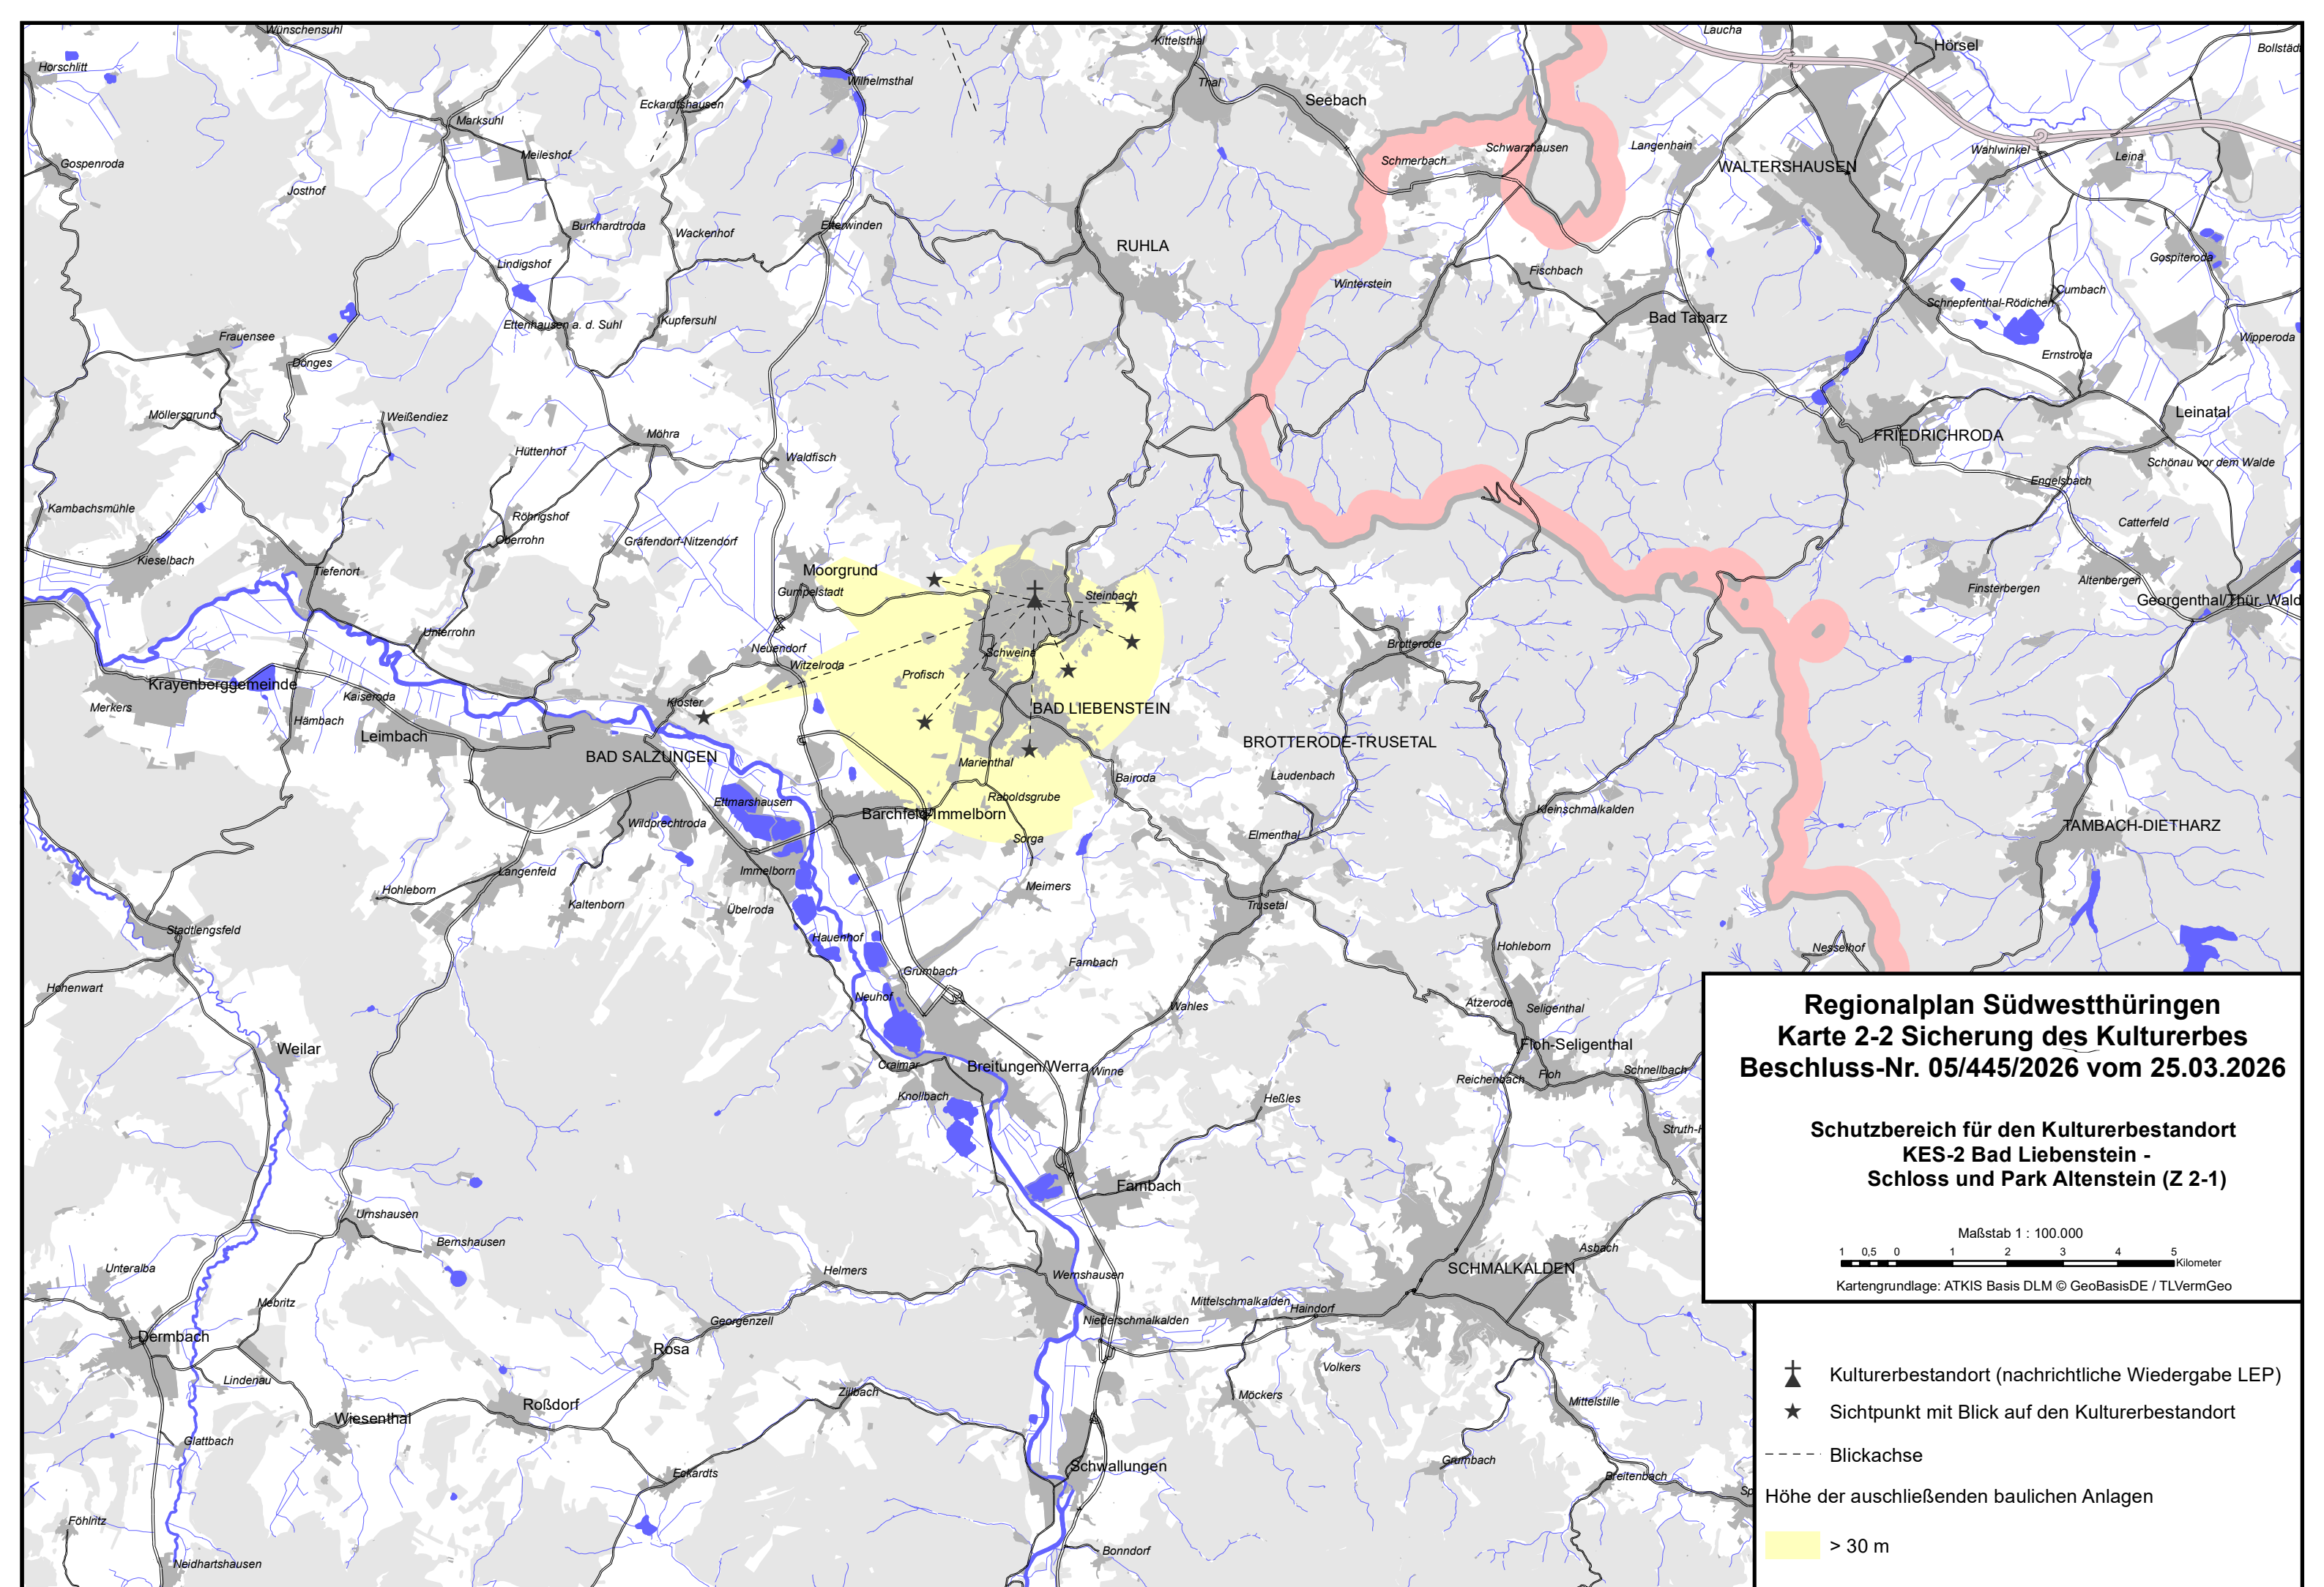 Wünschensuhl
Kittelsthal
Laucha
Hörsel
Horschlitt
Wilhelmsthal
Thal
Bollstädt
Eckardtshausen
Seebach
Marksuhl
Meileshof
Schmerbach
Schwarzhausen
Langenhain
WALTERSHAUSEN
Wahlwinkel
Leina
Gospenroda
Josthof
Burkhardtroda
Wackenhof
Etterwinden
RUHLA
Lindigshof
Winterstein
Fischbach
Gospiteroda
Cumbach
Schnepfenthal-Rödichen
Ettenhausen a. d. Suhl
Kupfersuhl
Bad Tabarz
Frauensee
Dönges
Wipperoda
Ernstroda
Möllersgrund
Weißendiez
Leinatal
Möhra
FRIEDRICHRODA
Hüttenhof
Waldfisch
Schönau vor dem Walde
Engelsbach
Kambachsmühle
Röhrigshof
Oberrohn
Gräfendorf-Nitzendorf
Catterfeld
Kieselbach
Tiefenort
Moorgrund
Gumpelstadt
Steinbach
Finsterbergen
Altenbergen
Georgenthal/Thür. Wald
Unterrohn
Neuendorf
Witzelroda
Schweina
Brotterode
Profisch
Krayenberggemeinde
Kaiseroda
Merkers
Hämbach
Kloster
Leimbach
BAD LIEBENSTEIN
BAD SALZUNGEN
BROTTERODE-TRUSETAL
Marienthal
Bairoda
Laudenbach
Ettmarshausen
Raboldsgrube
Barchfeld-Immelborn
Wildprechtroda
Sorga
Elmenthal
Kleinschmalkalden
TAMBACH-DIETHARZ
Immelborn
Langenfeld
Hohleborn
Kaltenborn
Übelroda
Meimers
Trusetal
Stadtlengsfeld
Hauenhof
Hohleborn
Nesselhof
Grumbach
Farnbach
Hohenwart
Neuhof
Wahles
Atzerode
Seligenthal
Weilar
Floh-Seligenthal
Craimar
Breitungen/Werra
Winne
Reichenbach
Floh
Schnellbach
Knollbach
Heßles
Struth-H
Fambach
Urnshausen
Bernshausen
Asbach
Unteralba
Helmers
Wernshausen
SCHMALKALDEN
Mebritz
Georgenzell
Mittelschmalkalden
Haindorf
Niederschmalkalden
Dermbach
Rosa
Volkers
Lindenau
Zillbach
Möckers
Mittelstille
Wiesenthal
Roßdorf
Glattbach
Eckardts
Schwallungen
Grumbach
Breitenbach
Sp
Föhlritz
Neidhartshausen
Bonndorf
Regionalplan Südwestthüringen
Karte 2-2 Sicherung des Kulturerbes
Beschluss-Nr. 05/445/2026 vom 25.03.2026
Schutzbereich für den Kulturerbestandort
KES-2 Bad Liebenstein -
Schloss und Park Altenstein (Z 2-1)
Maßstab 1 : 100.000
1 0,5 0 1 2 3 4 5
Kilometer
Kartengrundlage: ATKIS Basis DLM © GeoBasisDE / TLVermGeo
Kulturerbestandort (nachrichtliche Wiedergabe LEP)
Sichtpunkt mit Blick auf den Kulturerbestandort
Blickachse
Höhe der auschließenden baulichen Anlagen
> 30 m